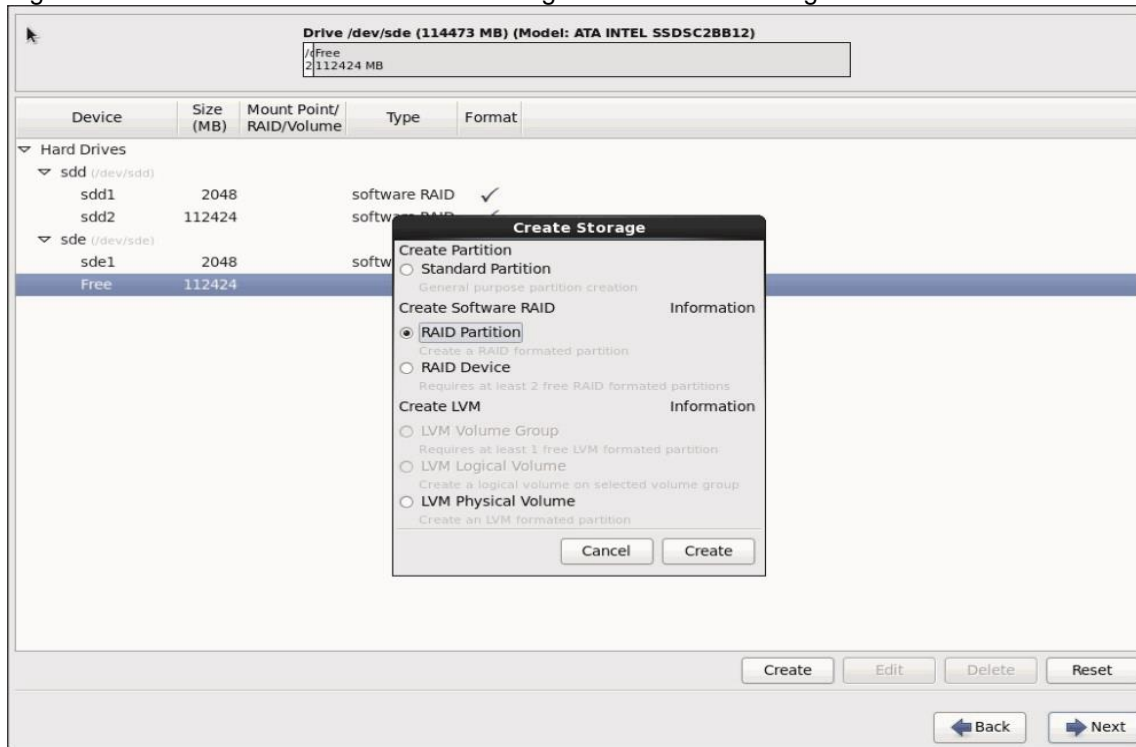 Drive /dev/sde (114473 MB) (Model: ATA INTEL SSDSC2BB12)
Free
2 112424 MB
Device Size (MB) Mount Point/ RAID/Volume Type Format
Hard Drives
sdd (/dev/sdd)
sdd1 2048 software RAID ✓
sdd2 112424 softw
sde (/dev/sde)
sde1 2048 softw
Free 112424
Create Storage
Create Partition
Standard Partition
General purpose partition creation
Create Software RAID Information
RAID Partition
Create a RAID formated partition
RAID Device
Requires at least 2 free RAID formated partitions
Create LVM Information
LVM Volume Group
Requires at least 1 free LVM formated partition
LVM Logical Volume
Create a logical volume on selected volume group
LVM Physical Volume
Create an LVM formated partition
Cancel Create
Create Edit Delete Reset
Back Next